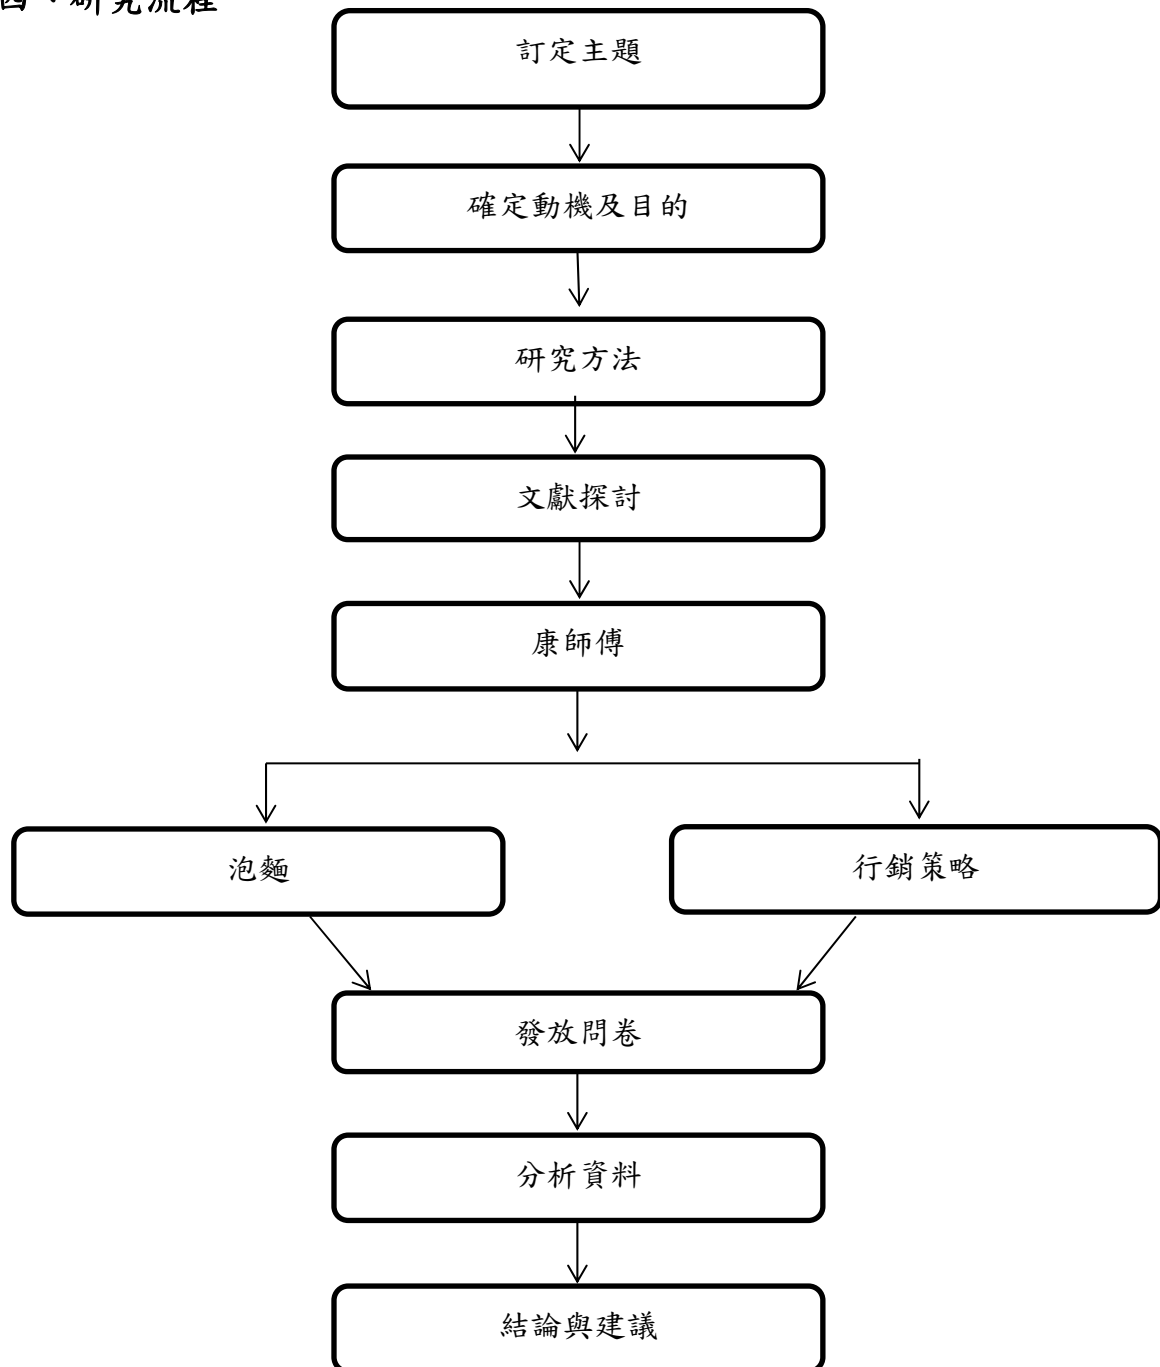 四、研究流程
訂定主題
確定動機及目的
研究方法
文獻探討
康師傅
泡麵
行銷策略
發放問卷
分析資料
結論與建議